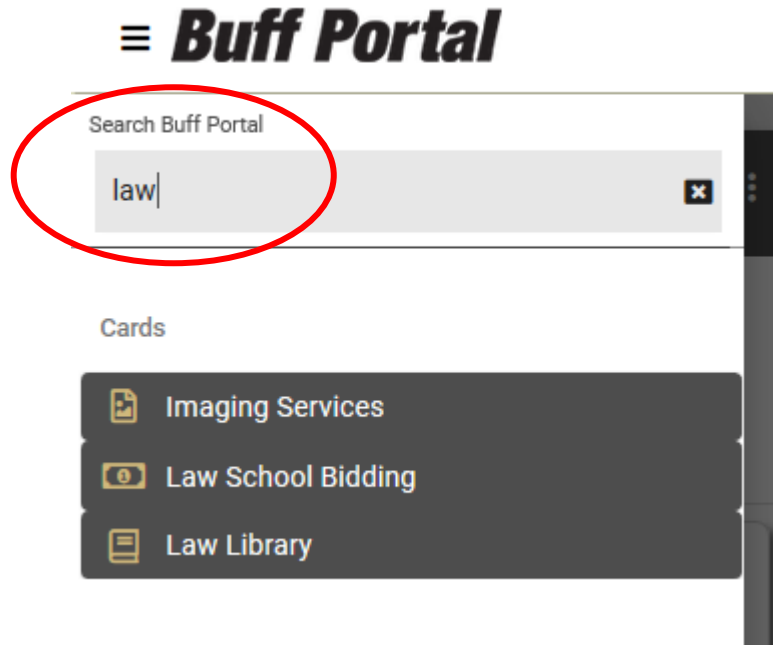 Buff Portal
Search Buff Portal
law
Cards
Imaging Services
Law School Bidding
Law Library